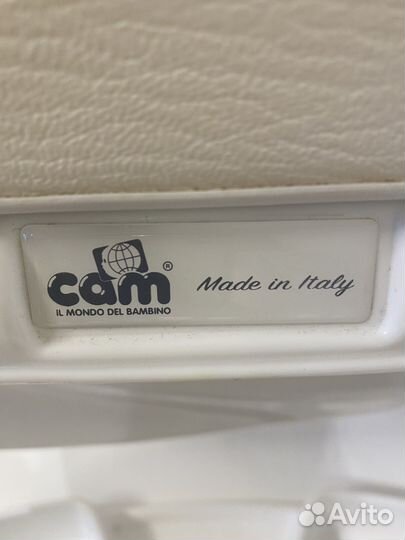 cam®
IL MONDO DEL BAMBINO
Made in Italy
Avito